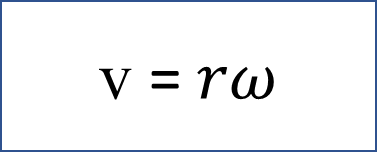 v = rω